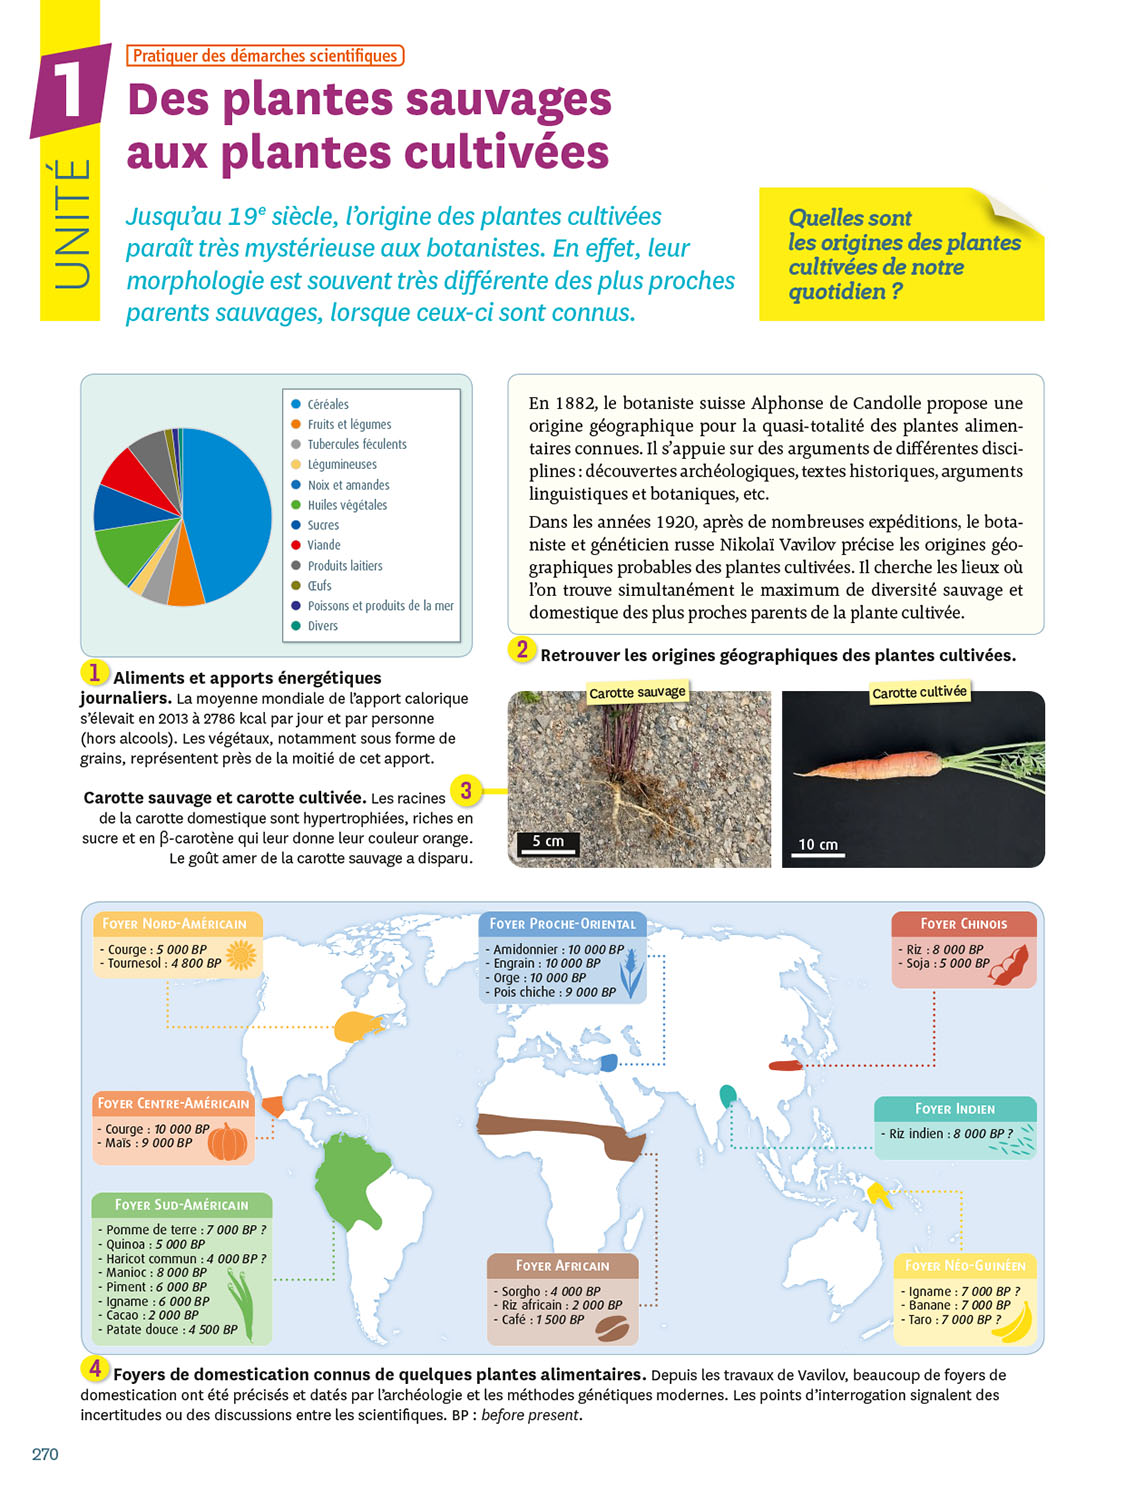 Pratiquer des démarches scientifiques
1
UNITÉ
Des plantes sauvages
aux plantes cultivées
Jusqu'au 19e siècle, l'origine des plantes cultivées
paraît très mystérieuse aux botanistes. En effet, leur
morphologie est souvent très différente des plus proches
parents sauvages, lorsque ceux-ci sont connus.
Quelles sont
les origines des plantes
cultivées de notre
quotidien ?
Céréales
Fruits et légumes
Tubercules féculents
Légumineuses
Noix et amandes
Huiles végétales
Sucres
Viande
Produits laitiers
Œufs
Poissons et produits de la mer
Divers
1 Aliments et apports énergétiques
journaliers. La moyenne mondiale de l'apport calorique
s'élevait en 2013 à 2786 kcal par jour et par personne
(hors alcools). Les végétaux, notamment sous forme de
grains, représentent près de la moitié de cet apport.
En 1882, le botaniste suisse Alphonse de Candolle propose une
origine géographique pour la quasi-totalité des plantes alimen-
taires connues. Il s'appuie sur des arguments de différentes disci-
plines : découvertes archéologiques, textes historiques, arguments
linguistiques et botaniques, etc.
Dans les années 1920, après de nombreuses expéditions, le bota-
niste et généticien russe Nikolaï Vavilov précise les origines géo-
graphiques probables des plantes cultivées. Il cherche les lieux où
l'on trouve simultanément le maximum de diversité sauvage et
domestique des plus proches parents de la plante cultivée.
2 Retrouver les origines géographiques des plantes cultivées.
Carotte sauvage et carotte cultivée. Les racines 3
de la carotte domestique sont hypertrophiées, riches en
sucre et en β-carotène qui leur donne leur couleur orange.
Le goût amer de la carotte sauvage a disparu.
Carotte sauvage
5 cm
Carotte cultivée
10 cm
FOYER NORD-AMÉRICAIN
- Courge : 5 000 BP
- Tournesol : 4 800 BP
FOYER PROCHE-ORIENTAL
- Amidonnier : 10 000 BP
- Engrain : 10 000 BP
- Orge : 10 000 BP
- Pois chiche : 9 000 BP
FOYER CHINOIS
- Riz : 8 000 BP
- Soja : 5 000 BP
FOYER CENTRE-AMÉRICAIN
- Courge : 10 000 BP
- Maïs : 9 000 BP
FOYER INDIEN
- Riz indien : 8 000 BP ?
FOYER SUD-AMÉRICAIN
- Pomme de terre : 7 000 BP ?
- Quinoa : 5 000 BP
- Haricot commun : 4 000 BP ?
- Manioc : 8 000 BP
- Piment : 6 000 BP
- Igname : 6 000 BP
- Cacao : 2 000 BP
- Patate douce : 4 500 BP
FOYER AFRICAIN
- Sorgho : 4 000 BP
- Riz africain : 2 000 BP
- Café : 1 500 BP
FOYER NÉO-GUINÉEN
- Igname : 7 000 BP ?
- Banane : 7 000 BP
- Taro : 7 000 BP ?
4 Foyers de domestication connus de quelques plantes alimentaires. Depuis les travaux de Vavilov, beaucoup de foyers de
domestication ont été précisés et datés par l'archéologie et les méthodes génétiques modernes. Les points d'interrogation signalent des
incertitudes ou des discussions entre les scientifiques. BP : before present.
270